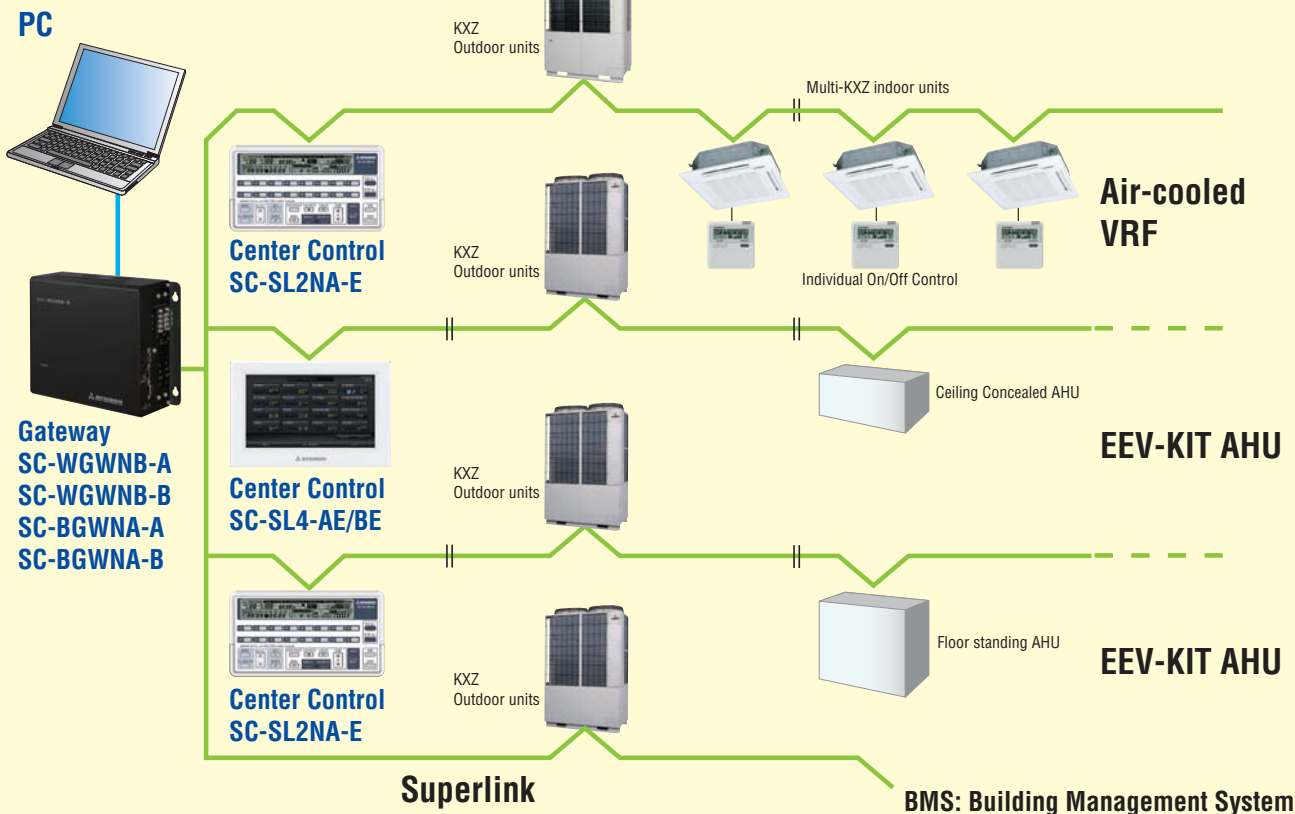 PC
KXZ
Outdoor units
Multi-KXZ indoor units
Center Control
SC-SL2NA-E
KXZ
Outdoor units
Individual On/Off Control
Air-cooled
VRF
Gateway
SC-WGWNB-A
SC-WGWNB-B
SC-BGWNA-A
SC-BGWNA-B
Center Control
SC-SL4-AE/BE
KXZ
Outdoor units
Ceiling Concealed AHU
EEV-KIT AHU
Center Control
SC-SL2NA-E
KXZ
Outdoor units
Floor standing AHU
EEV-KIT AHU
Superlink
BMS: Building Management System